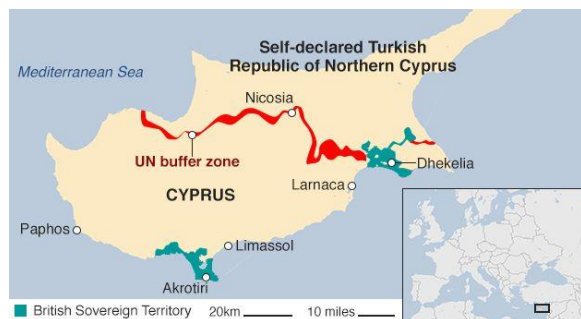 Self-declared Turkish
Republic of Northern Cyprus
Mediterranean Sea
Nicosia
UN buffer zone
Dhekelia
Larnaca
CYPRUS
Paphos
Limassol
Akrotiri
British Sovereign Territory 20km 10 miles